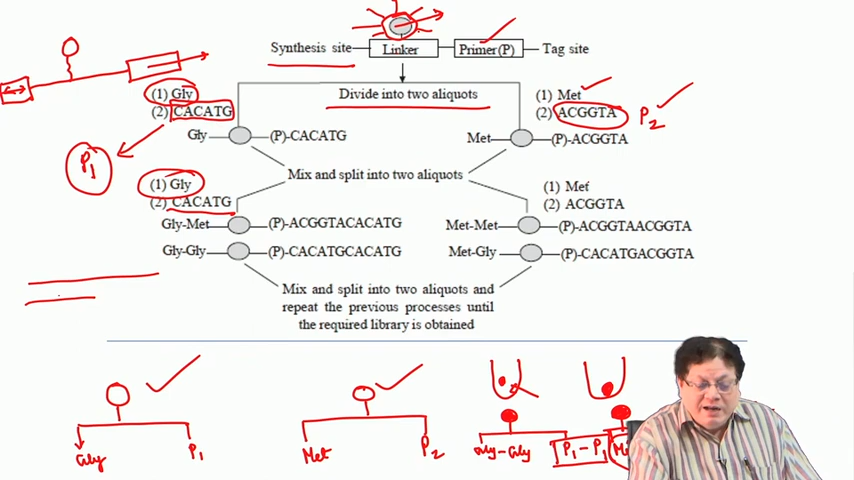 Synthesis site Linker Primer(P) Tag site
(1) Gly
(2) CACATG
Divide into two aliquots
(1) Met
(2) ACGGTA
P2
Gly (P)-CACATG
Met (P)-ACGGTA
P1
Mix and split into two aliquots
(1) Gly
(2) CACATG
(1) Met
(2) ACGGTA
Gly-Met (P)-ACGGTACACATG
Met-Met (P)-ACGGTAACGGTA
Gly-Gly (P)-CACATGCACATG
Met-Gly (P)-CACATGACGGTA
Mix and split into two aliquots and
repeat the previous processes until
the required library is obtained
Gly P1
Met P2
Gly-Gly P1-P1